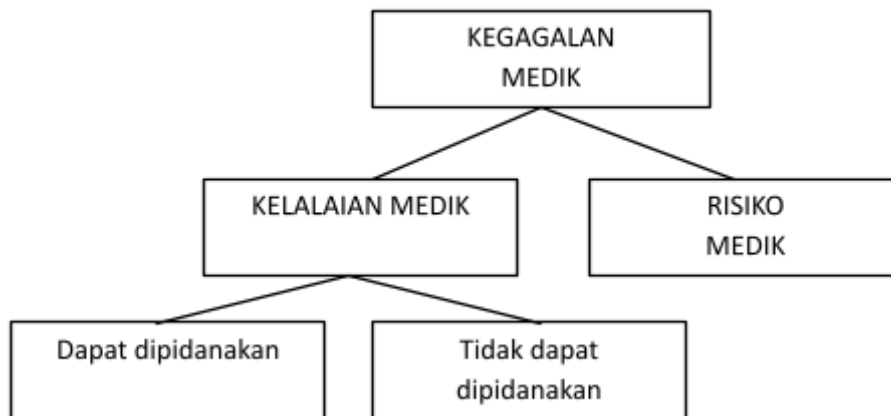 KEGAGALAN
MEDIK
KELALAIAN MEDIK
RISIKO
MEDIK
Dapat dipidanakan
Tidak dapat
dipidanakan